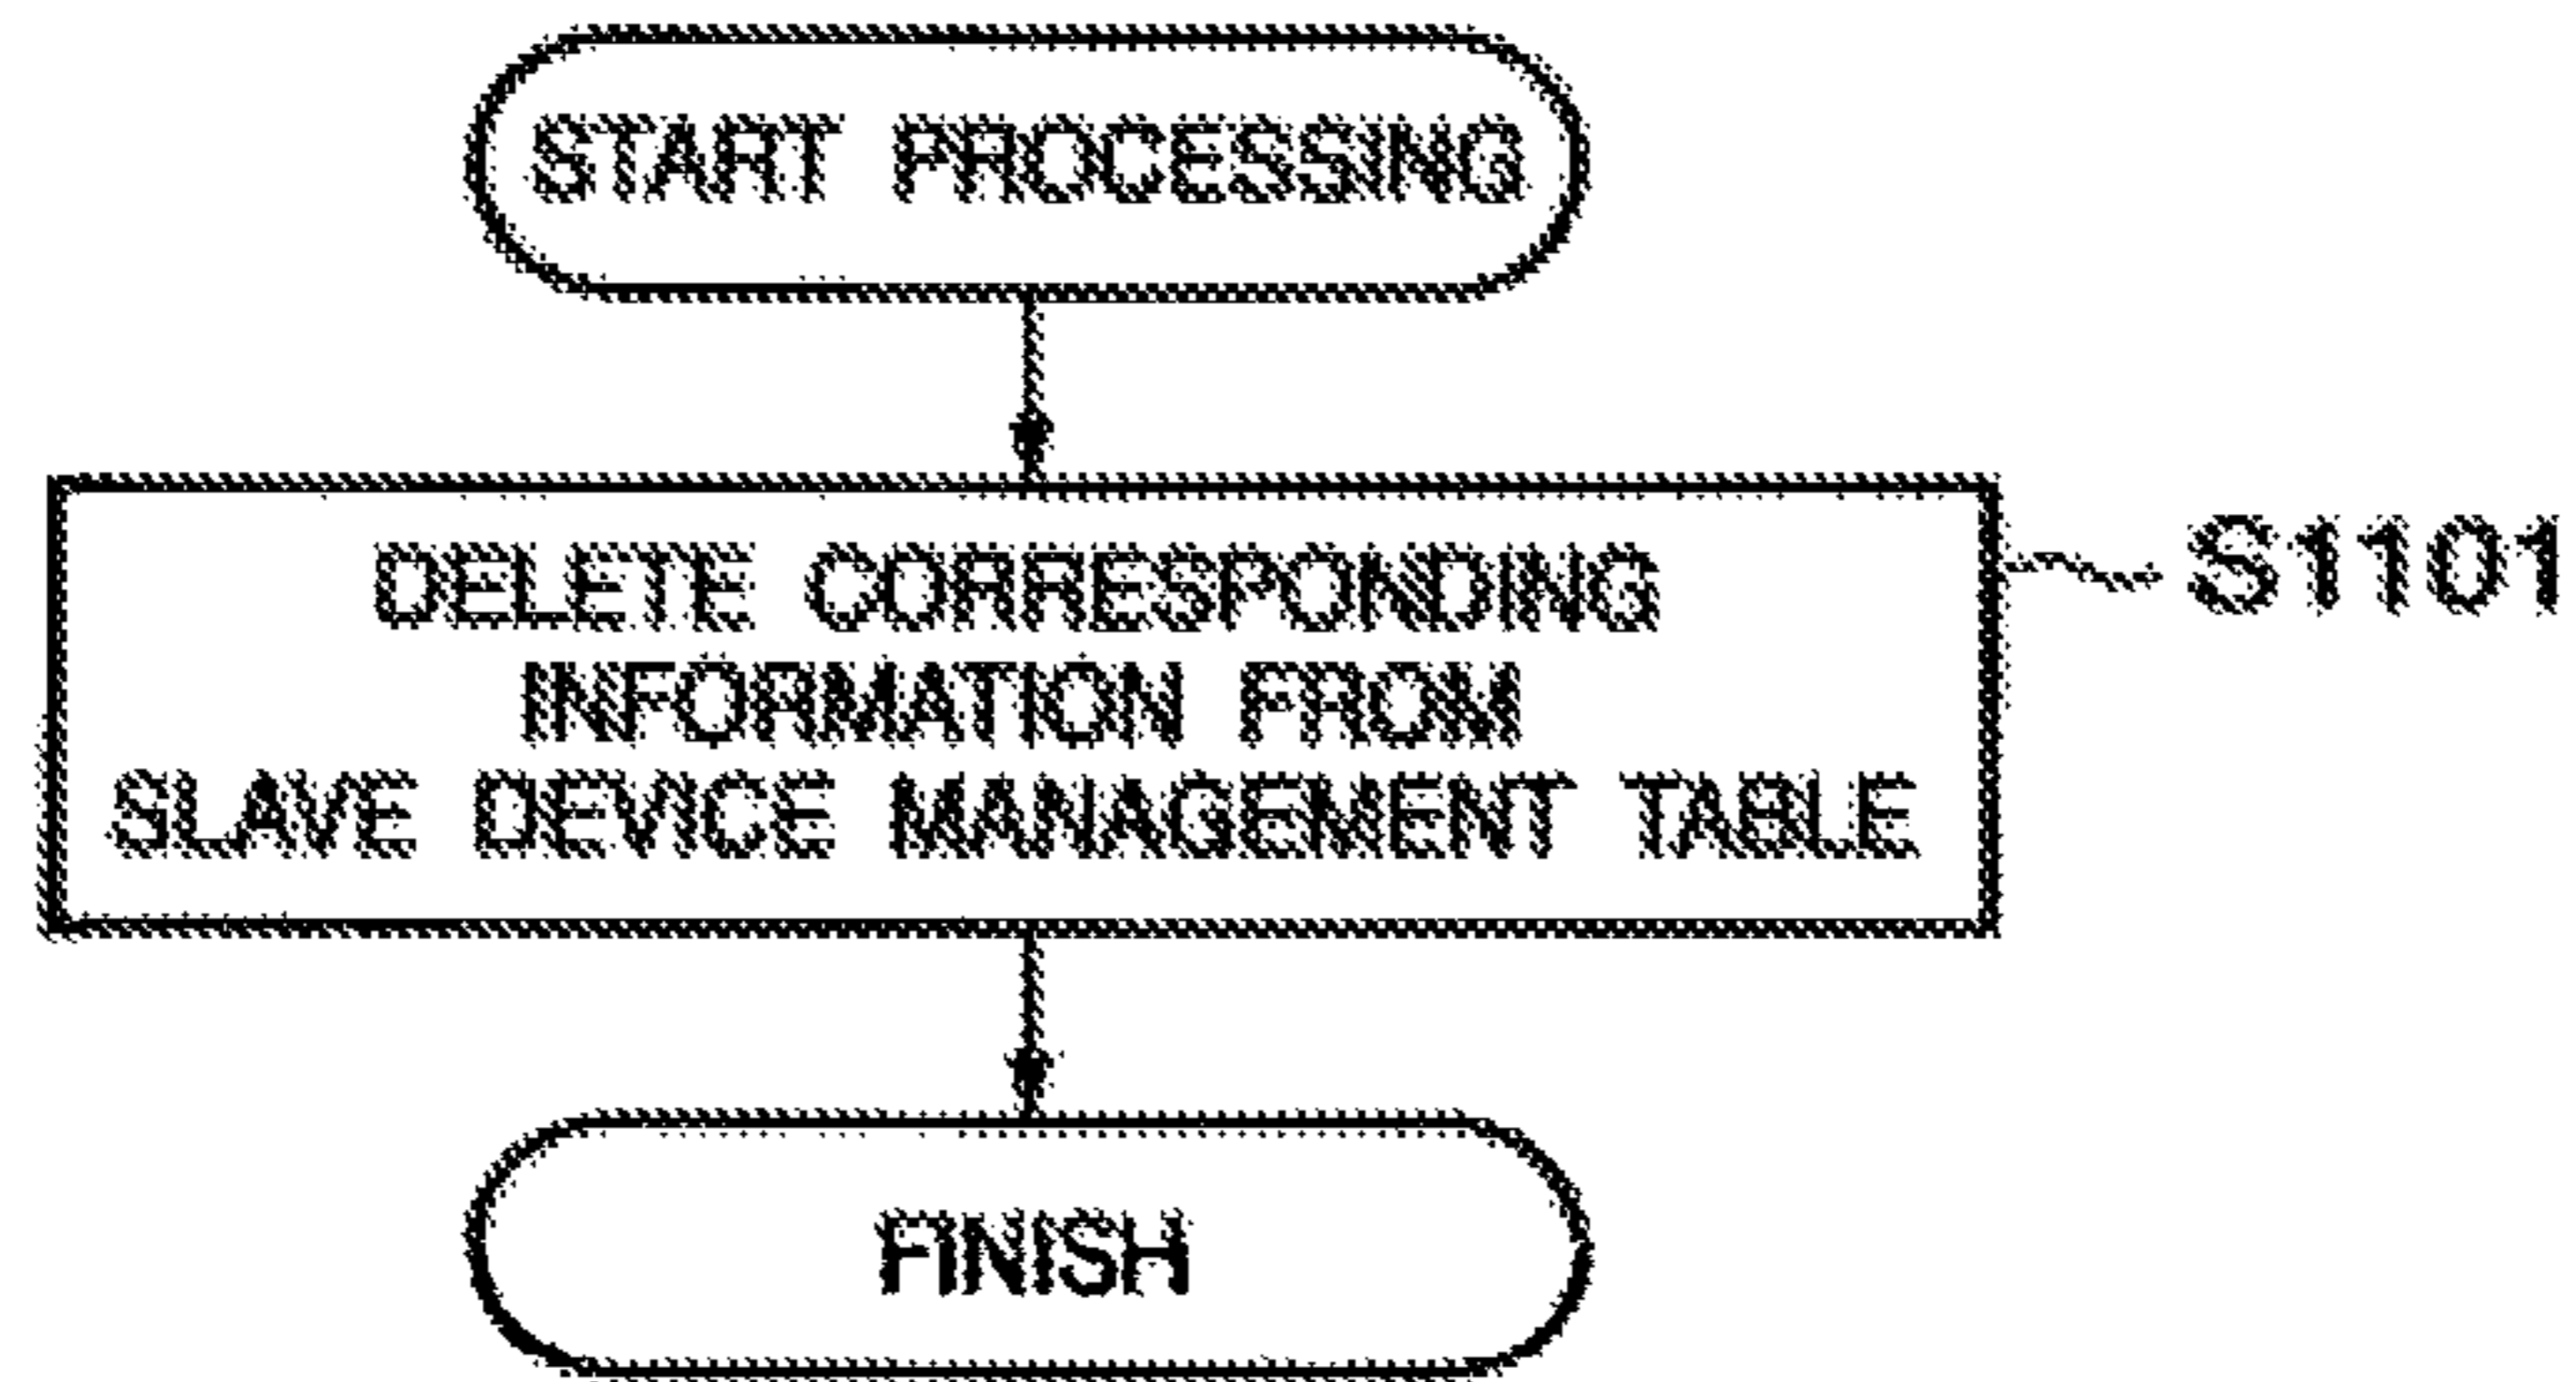 START PROCESSING
DELETE CORRESPONDING
INFORMATION FROM
SLAVE DEVICE MANAGEMENT TABLE
S1101
FINISH